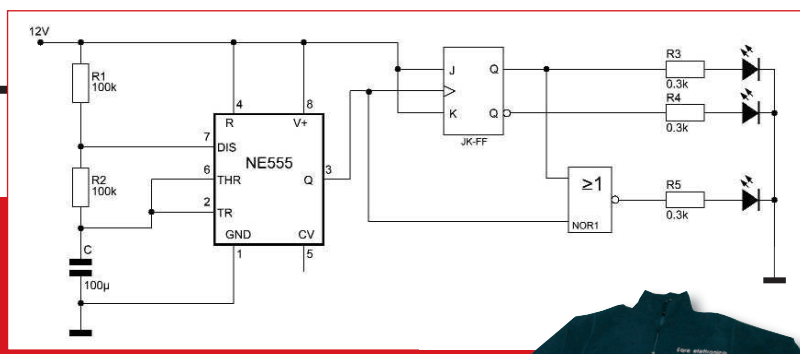 12V
R1
100k
R2
100k
C
100µ
4
8
R
V+
7
DIS
NE555
6
THR
Q
3
2
TR
GND
CV
1
5
J
Q
K
Q
JK-FF
≥1
NOR1
R3
0.3k
R4
0.3k
R5
0.3k